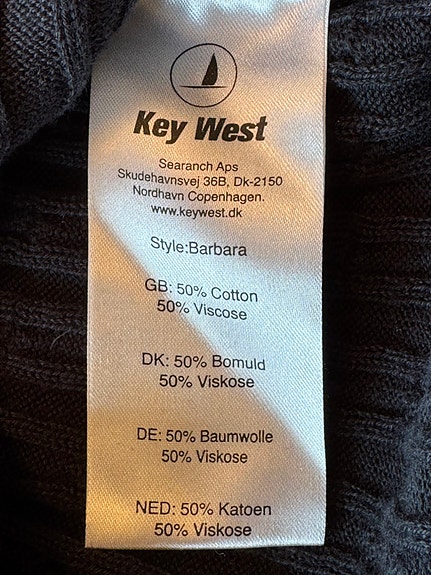 Key West
Searanch Aps
Skudehavnsvej 36B, Dk-2150
Nordhavn Copenhagen.
www.keywest.dk
Style:Barbara
GB: 50% Cotton
50% Viscose
DK: 50% Bomuld
50% Viskose
DE: 50% Baumwolle
50% Viskose
NED: 50% Katoen
50% Viskose